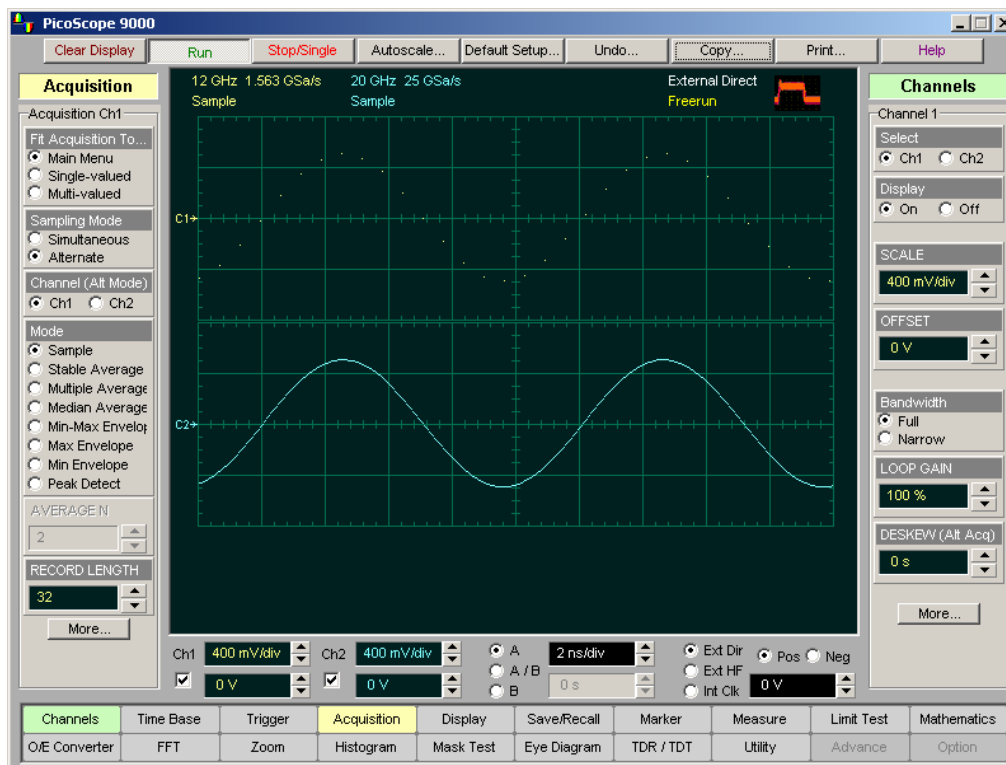 PicoScope 9000
Clear Display Run Stop/Single Autoscale... Default Setup... Undo... Copy... Print... Help
Acquisition
Acquisition Ch1
Fit Acquisition To...
Main Menu
Single-valued
Multi-valued
Sampling Mode
Simultaneous
Alternate
Channel (Alt Mode)
Ch1 Ch2
Mode
Sample
Stable Average
Multiple Average
Median Average
Min-Max Envelop
Max Envelope
Min Envelope
Peak Detect
AVERAGE N
2
RECORD LENGTH
32
More...
12 GHz 1.563 GSa/s 20 GHz 25 GSa/s External Direct
Sample Sample Freerun
C1
C2
Ch1 400 mV/div Ch2 400 mV/div A 2 ns/div Ext Dir Pos Neg
A / B Ext HF
0 V 0 V B 0 s Int Clk 0 V
Channels
Channel 1
Select
Ch1 Ch2
Display
On Off
SCALE
400 mV/div
OFFSET
0 V
Bandwidth
Full
Narrow
LOOP GAIN
100 %
DESKEW (Alt Acq)
0 s
More...
Channels Time Base Trigger Acquisition Display Save/Recall Marker Measure Limit Test Mathematics
O/E Converter FFT Zoom Histogram Mask Test Eye Diagram TDR / TDT Utility Advance Option